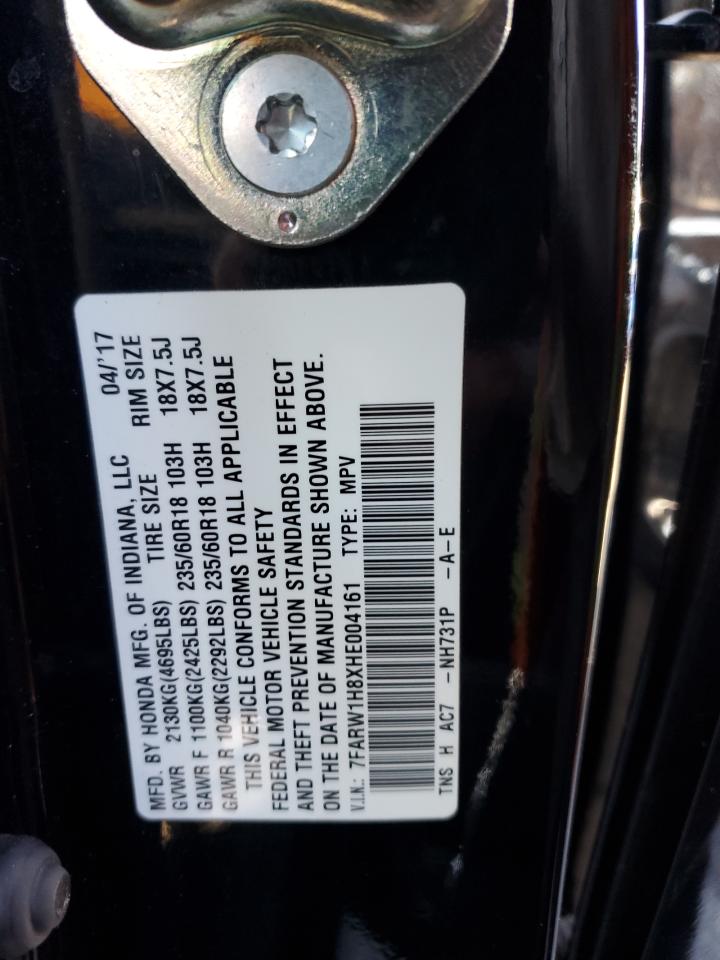 MFD. BY HONDA MFG. OF INDIANA, LLC 04/'17
GVWR 2130KG(4695LBS) TIRE SIZE RIM SIZE
GAWR F 1100KG(2425LBS) 235/60R18 103H 18X7.5J
GAWR R 1040KG(2292LBS) 235/60R18 103H 18X7.5J
THIS VEHICLE CONFORMS TO ALL APPLICABLE
FEDERAL MOTOR VEHICLE SAFETY
AND THEFT PREVENTION STANDARDS IN EFFECT
ON THE DATE OF MANUFACTURE SHOWN ABOVE.
V.I.N.: 7FARW1H8XHE004161 TYPE: MPV
TNS H AC7 -NH731P -A-E